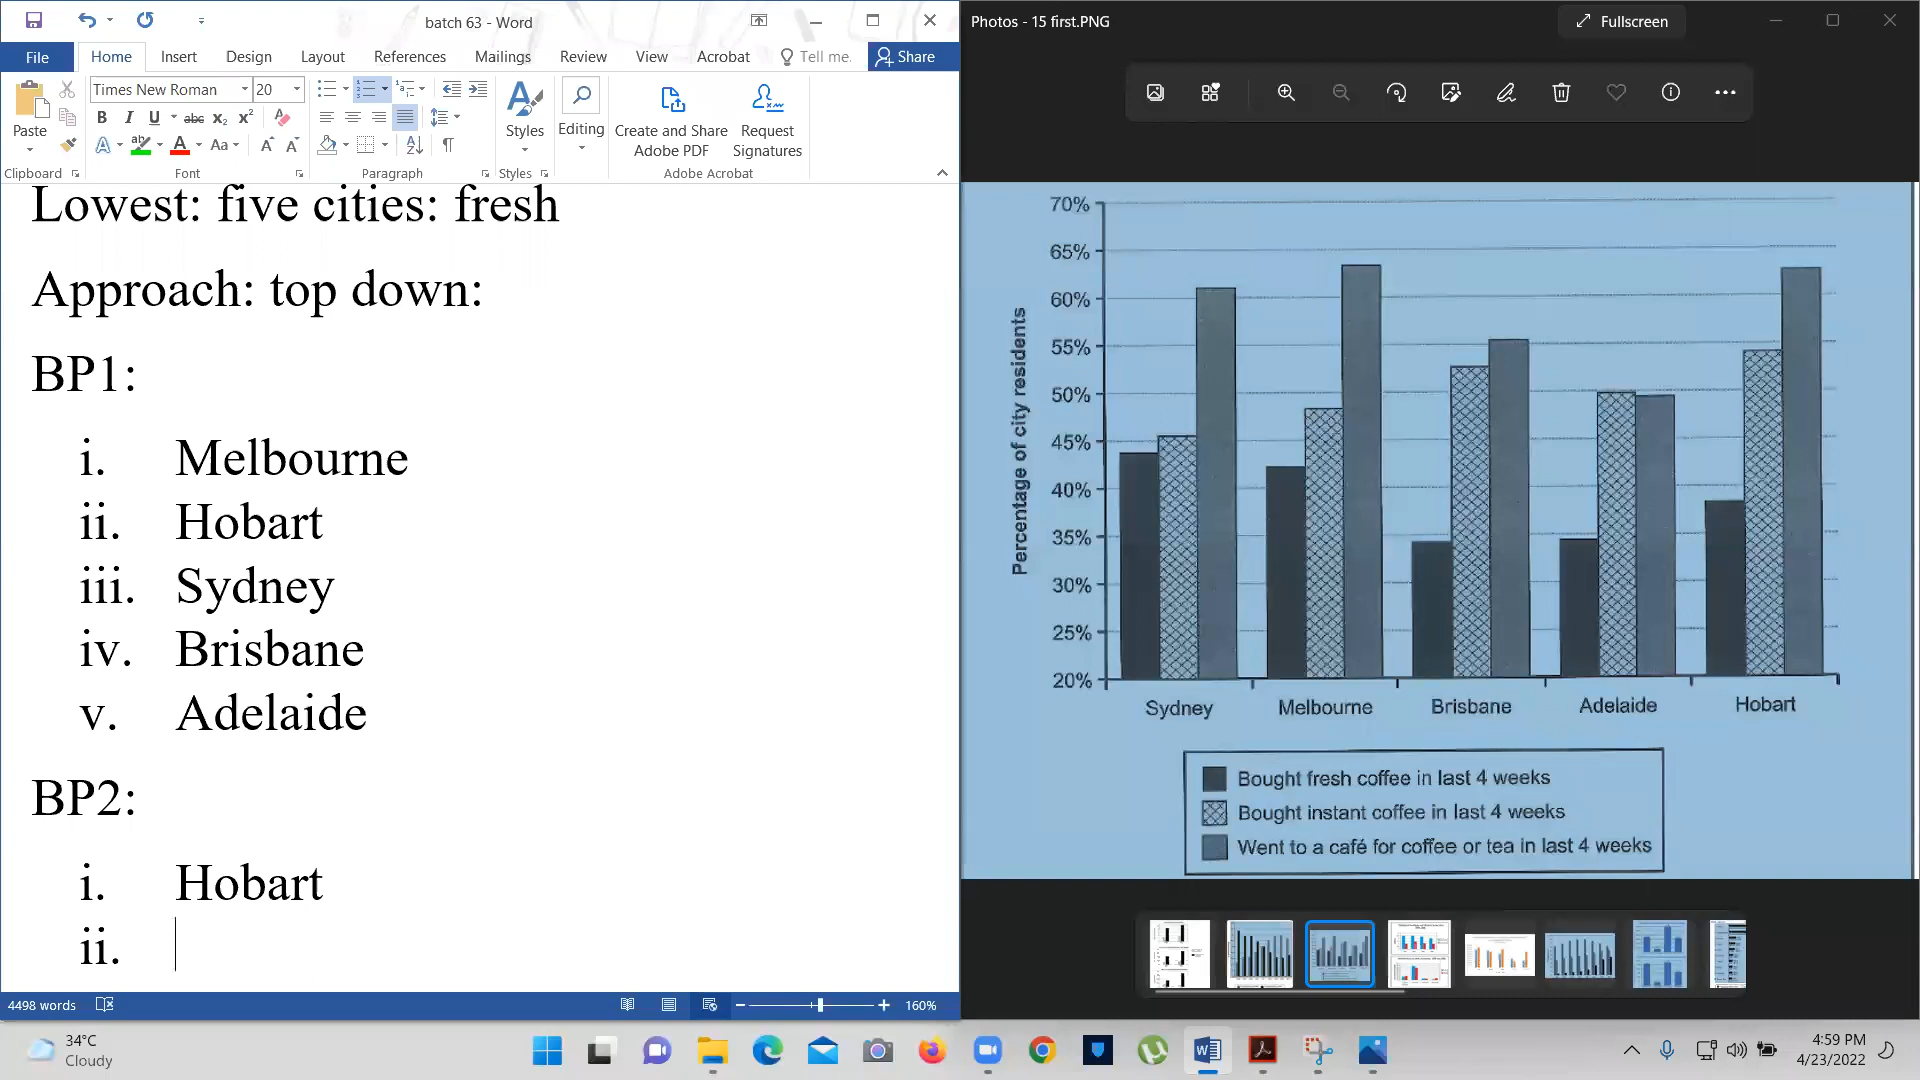 batch 63 - Word
File Home Insert Design Layout References Mailings Review View Acrobat Tell me. Share
Times New Roman 20
Paste
B I U abc x₂ x²
A aby A Aa A A
Styles
Editing
Create and Share
Adobe PDF
Request
Signatures
Clipboard Font Paragraph Styles Adobe Acrobat
Lowest: five cities: fresh
Approach: top down:
BP1:
i. Melbourne
ii. Hobart
iii. Sydney
iv. Brisbane
v. Adelaide
BP2:
i. Hobart
ii.
4498 words 160%
Photos - 15 first.PNG
Fullscreen
Percentage of city residents
70%
65%
60%
55%
50%
45%
40%
35%
30%
25%
20%
Sydney Melbourne Brisbane Adelaide Hobart
Bought fresh coffee in last 4 weeks
Bought instant coffee in last 4 weeks
Went to a café for coffee or tea in last 4 weeks
34°C
Cloudy
4:59 PM
4/23/2022